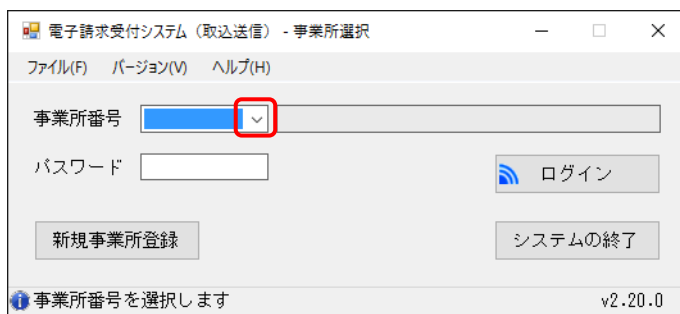 電子請求受付システム（取込送信） - 事業所選択
ファイル(F) バージョン(V) ヘルプ(H)
事業所番号
パスワード
ログイン
新規事業所登録
システムの終了
事業所番号を選択します
v2.20.0